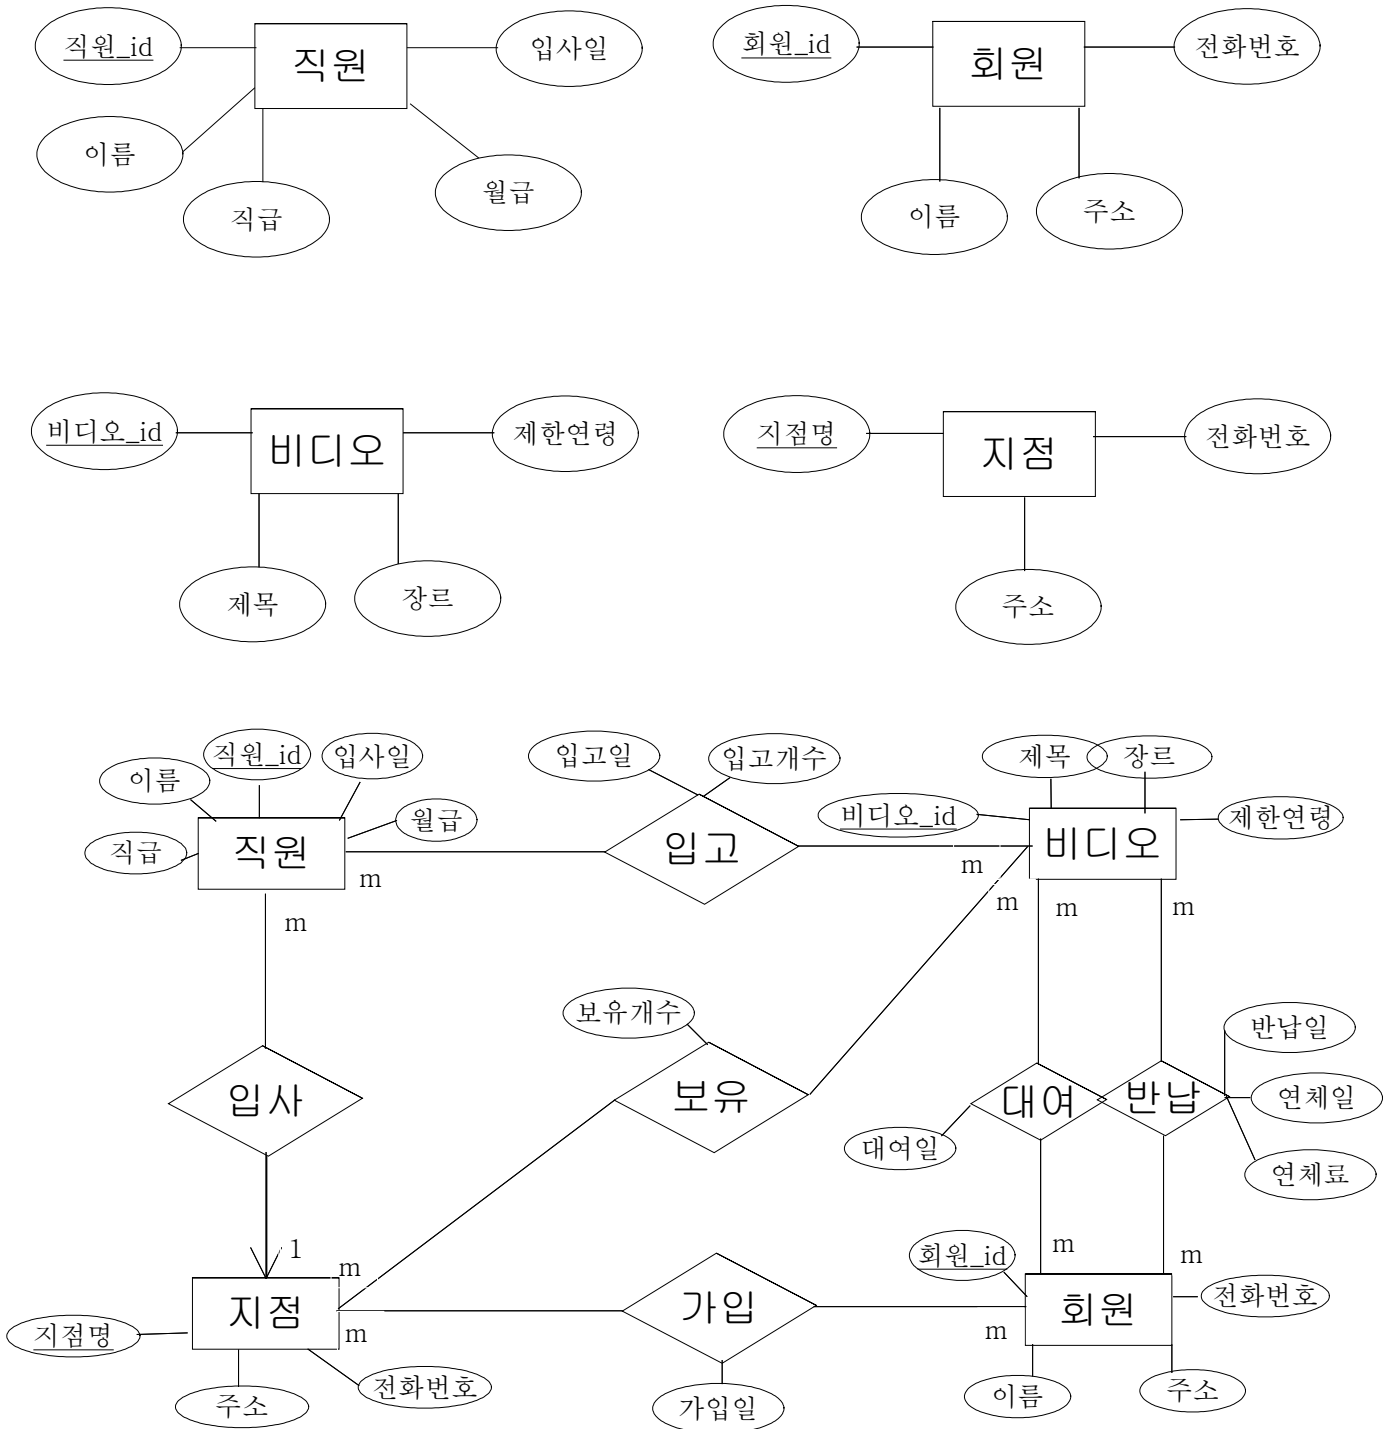 직원_id
직원
입사일
이름
직급
월급
회원_id
회원
전화번호
이름
주소
비디오_id
비디오
제한연령
제목
장르
지점명
지점
전화번호
주소
직원_id
이름
입사일
직급
직원
월급
m
m
입고일
입고개수
입고
제목
장르
비디오_id
비디오
제한연령
m
m
m
m
보유개수
보유
입사
대여
반납
대여일
반납일
연체일
연체료
1
m
지점
m
지점명
주소
전화번호
가입
가입일
m
m
회원_id
회원
m
전화번호
이름
주소